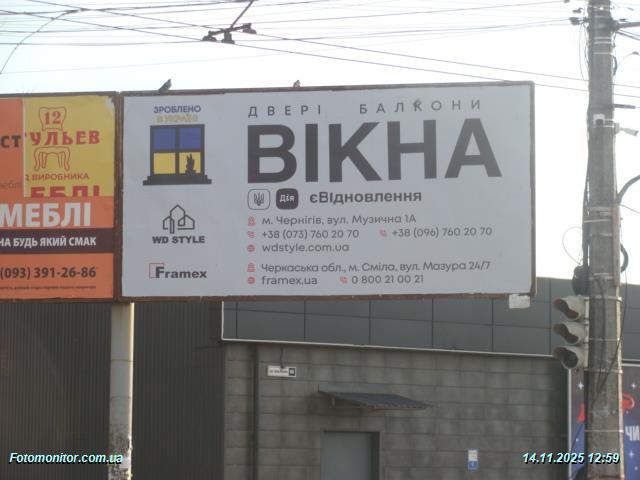 12
УЛЬЕВ
ВИРОБНИКА
МЕБЛІ
НА БУДЬ ЯКИЙ СМАК
(093) 391-26-86
ЗРОБЛЕНО
В УКРАЇНІ
ДВЕРІ БАЛКОНИ
ВІКНА
Дія
єВІдновлення
WD STYLE
м. Чернігів, вул. Музична 1А
+38 (073) 760 20 70 +38 (096) 760 20 70
wdstyle.com.ua
Framex
Черкаська обл., м. Сміла, вул. Мазура 24/7
framex.ua 0 800 21 00 21
ЧИ
Fotomonitor.com.ua
14.11.2025 12:59